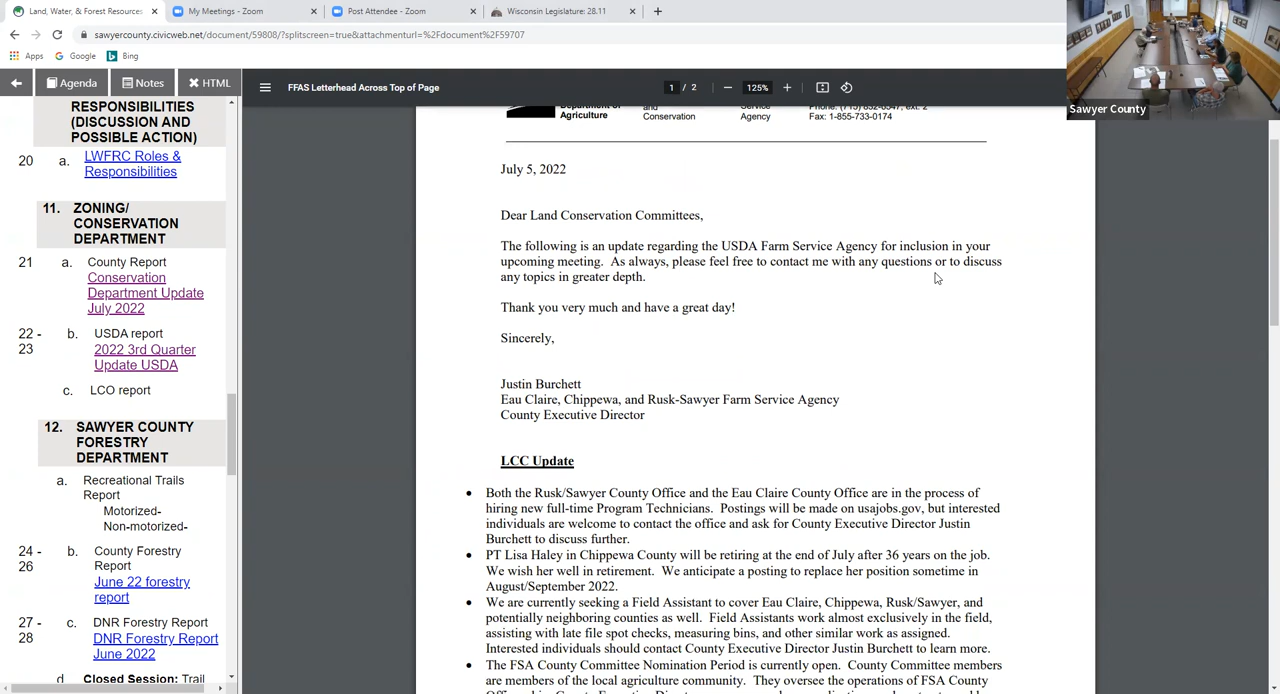 Land, Water, & Forest Resources
My Meetings - Zoom
Post Attendee - Zoom
Wisconsin Legislature: 28.11
sawyercounty.civicweb.net/document/59808/?splitscreen=true&attachmenturl=%2Fdocument%2F59707
Apps
Google
Bing
Agenda
Notes
HTML
FFAS Letterhead Across Top of Page
1 / 2
125%
Sawyer County
RESPONSIBILITIES
(DISCUSSION AND
POSSIBLE ACTION)
20 a. LWFRC Roles &
Responsibilities
11. ZONING/
CONSERVATION
DEPARTMENT
21 a. County Report
Conservation
Department Update
July 2022
22 - 23 b. USDA report
2022 3rd Quarter
Update USDA
c. LCO report
12. SAWYER COUNTY
FORESTRY
DEPARTMENT
a. Recreational Trails
Report
Motorized-
Non-motorized-
24 - 26 b. County Forestry
Report
June 22 forestry
report
27 - 28 c. DNR Forestry Report
DNR Forestry Report
June 2022
d Closed Session: Trail
Agriculture
and
Conservation
Service
Agency
Fax: 1-855-733-0174
July 5, 2022
Dear Land Conservation Committees,
The following is an update regarding the USDA Farm Service Agency for inclusion in your
upcoming meeting. As always, please feel free to contact me with any questions or to discuss
any topics in greater depth.
Thank you very much and have a great day!
Sincerely,
Justin Burchett
Eau Claire, Chippewa, and Rusk-Sawyer Farm Service Agency
County Executive Director
LCC Update
• Both the Rusk/Sawyer County Office and the Eau Claire County Office are in the process of
hiring new full-time Program Technicians. Postings will be made on usajobs.gov, but interested
individuals are welcome to contact the office and ask for County Executive Director Justin
Burchett to discuss further.
• PT Lisa Haley in Chippewa County will be retiring at the end of July after 36 years on the job.
We wish her well in retirement. We anticipate a posting to replace her position sometime in
August/September 2022.
• We are currently seeking a Field Assistant to cover Eau Claire, Chippewa, Rusk/Sawyer, and
potentially neighboring counties as well. Field Assistants work almost exclusively in the field,
assisting with late file spot checks, measuring bins, and other similar work as assigned.
Interested individuals should contact County Executive Director Justin Burchett to learn more.
• The FSA County Committee Nomination Period is currently open. County Committee members
are members of the local agriculture community. They oversee the operations of FSA County